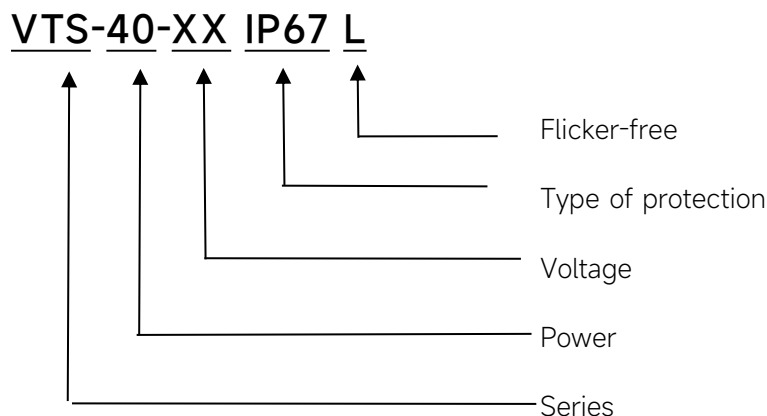 VTS-40-XX IP67 L
Flicker-free
Type of protection
Voltage
Power
Series